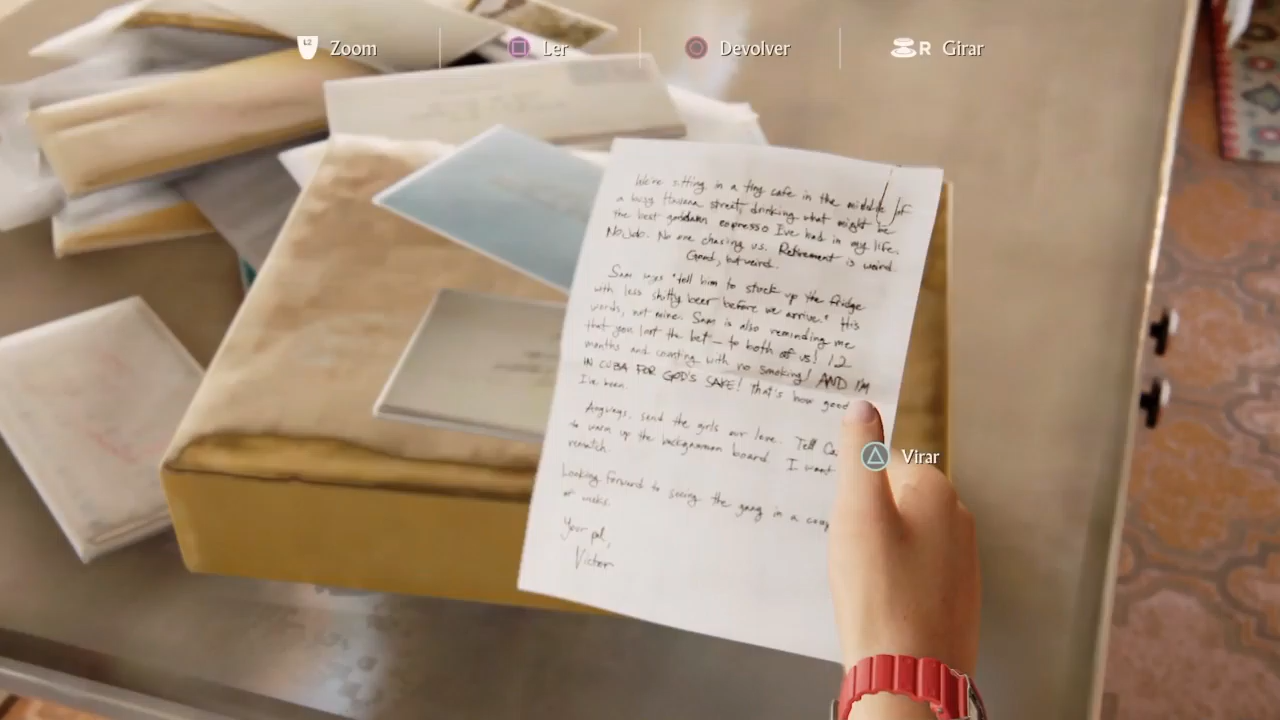 L2 Zoom
Ler
Devolver
R Girar
We're sitting in a tiny cafe in the middle of
a busy Havana street, drinking what might be
the best goddamn espresso I've had in my life.
No Judo. No one chasing us. Retirement is weird.
Good, but weird.
Sam says "tell him to stock up the fridge
with less shitty beer before we arrive." His
words, not mine. Sam is also reminding me
that you lost the bet — to both of us! 12
months and counting with no smoking! AND I'M
IN CUBA FOR GOD'S SAKE! That's how good
I've been.
Anyways, send the girls our love. Tell Ca
to warm up the backgammon board. I want
rematch.
Looking forward to seeing the gang in a coup
of weeks.
Your pal,
Victor
Virar